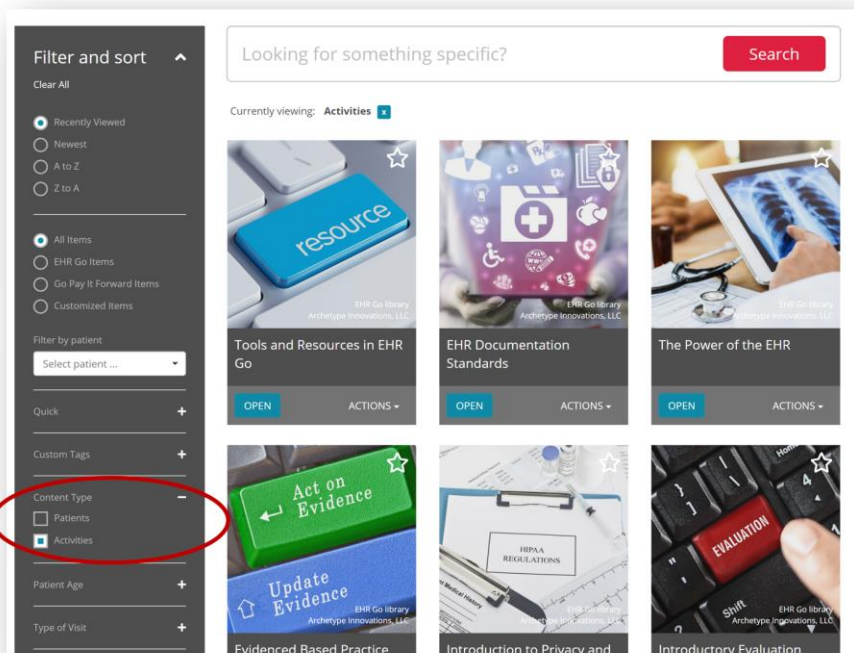 Filter and sort
Clear All
Recently Viewed
Newest
A to Z
Z to A
All Items
EHR Go Items
Go Pay It Forward Items
Customized Items
Filter by patient
Select patient ...
Quick
Custom Tags
Content Type
Patients
Activities
Patient Age
Type of Visit
Looking for something specific?
Search
Currently viewing: Activities x
resource
EHR Go library
Archetype Innovations, LLC
Tools and Resources in EHR
Go
OPEN
ACTIONS
Rx
WWW
EHR Go library
Archetype Innovations, LLC
EHR Documentation
Standards
OPEN
ACTIONS
EHR Go library
Archetype Innovations, LLC
The Power of the EHR
OPEN
ACTIONS
Act on
Evidence
Update
Evidence
EHR Go library
Archetype Innovations, LLC
Evidenced Based Practice
HIPAA
REGULATIONS
Medical History
EHR Go library
Archetype Innovations, LLC
Introduction to Privacy and
Home
4
EVALUATION
Shift
EHR Go library
Archetype Innovations, LLC
Introductory Evaluation